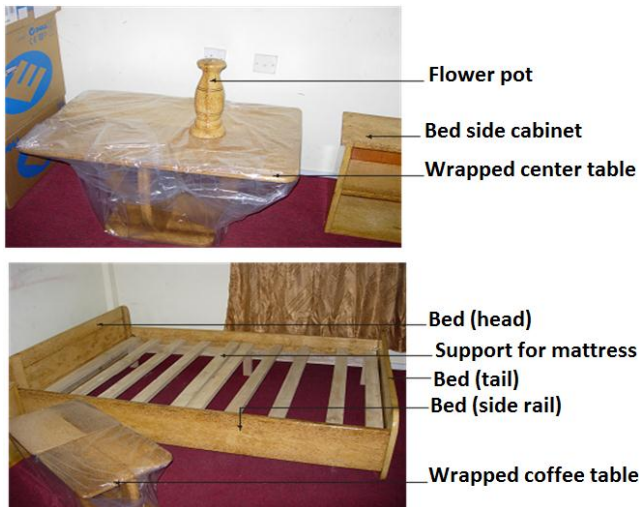 Flower pot
Bed side cabinet
Wrapped center table
Bed (head)
Support for mattress
Bed (tail)
Bed (side rail)
Wrapped coffee table